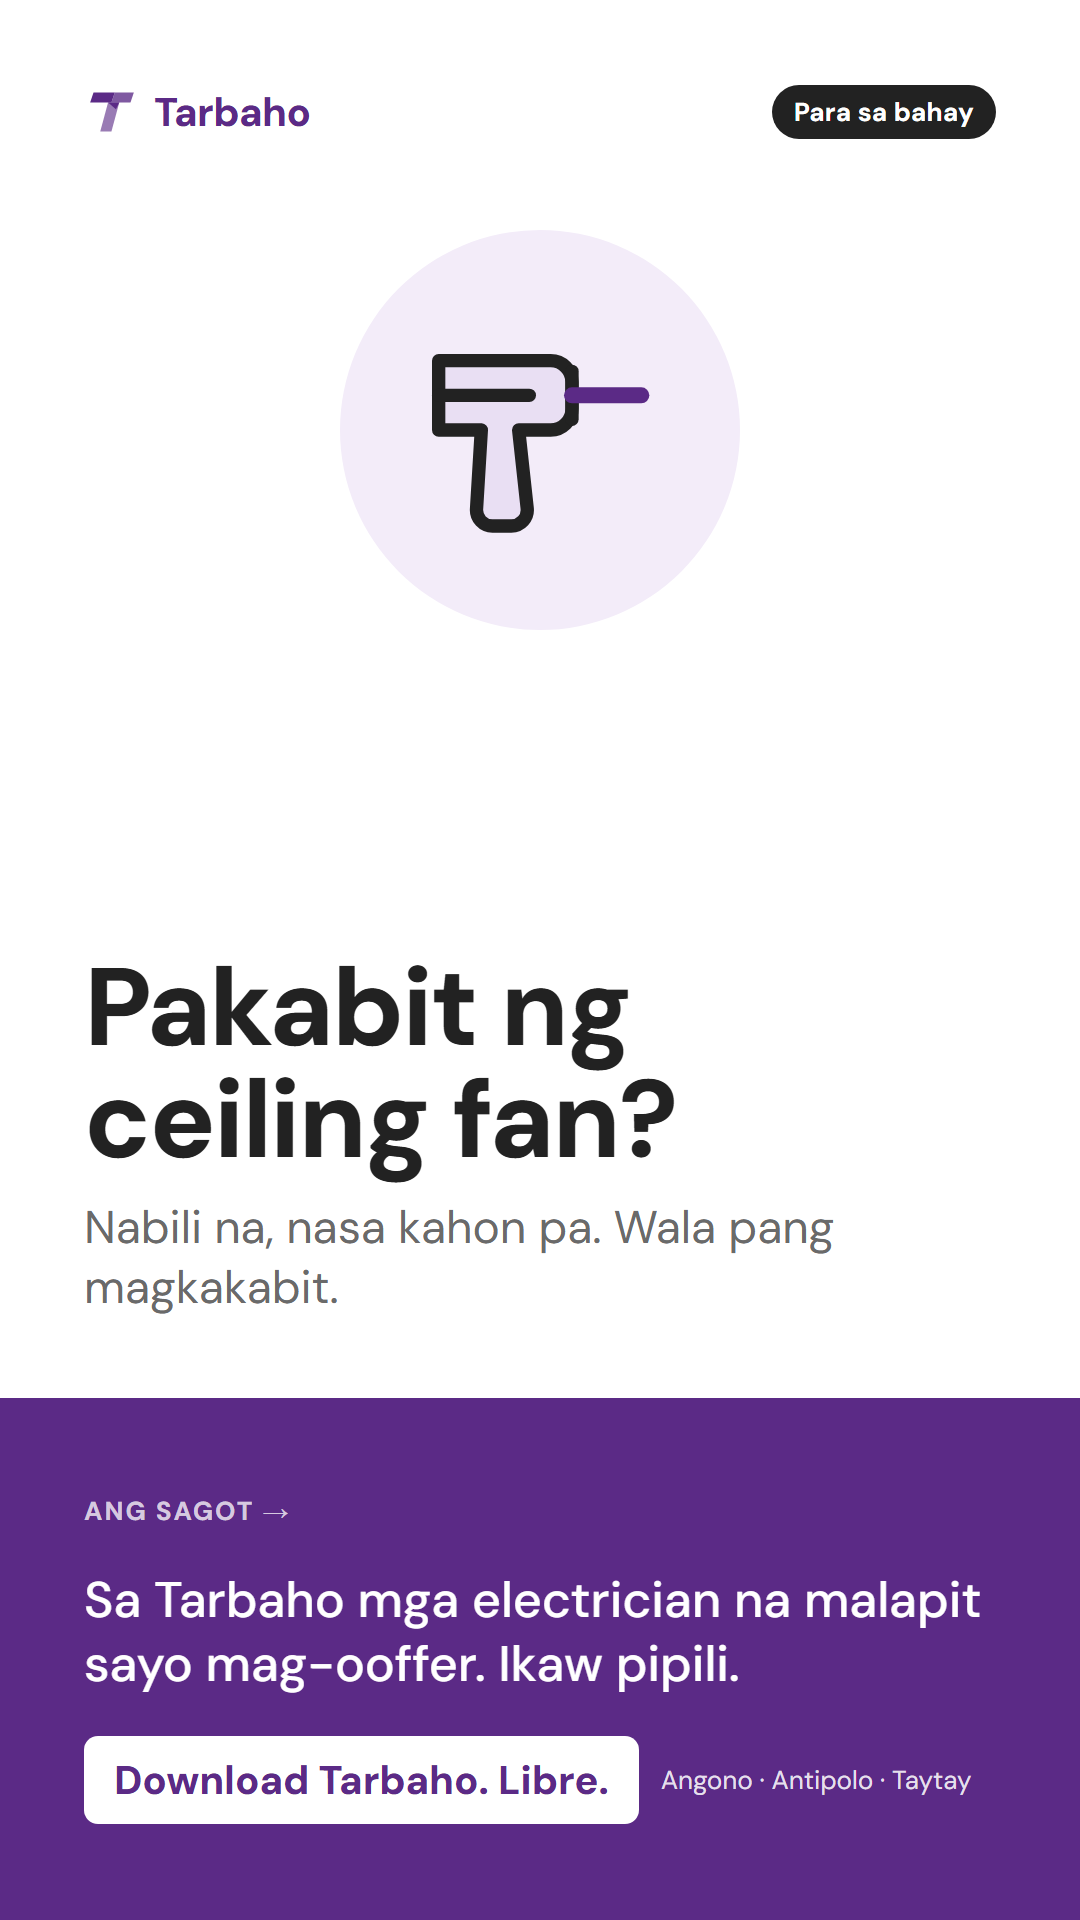 Tarbaho
Para sa bahay
Pakabit ng
ceiling fan?
Nabili na, nasa kahon pa. Wala pang
magkakabit.
ANG SAGOT →
Sa Tarbaho mga electrician na malapit
sayo mag-ooffer. Ikaw pipili.
Download Tarbaho. Libre.
Angono · Antipolo · Taytay